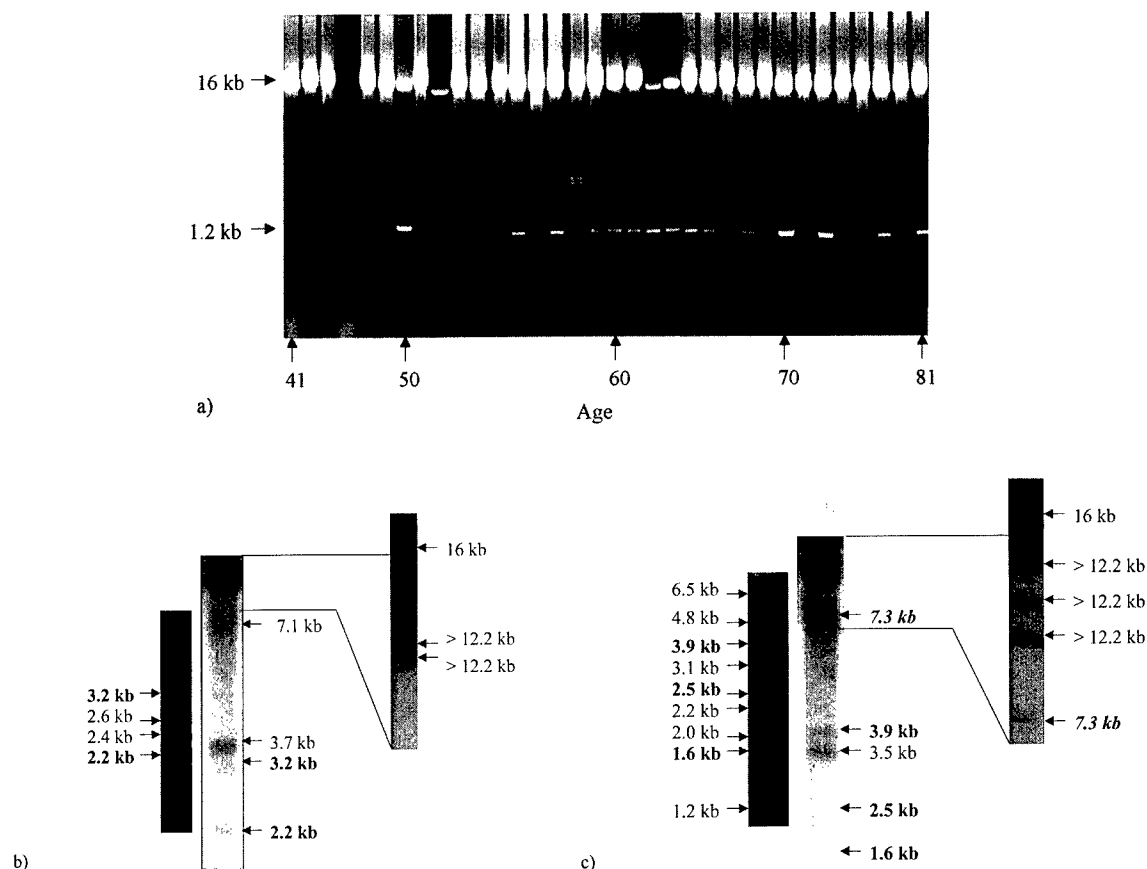 16 kb
1.2 kb
41 50 60 70 81
a) Age
16 kb
7.1 kb
> 12.2 kb
> 12.2 kb
3.2 kb
2.6 kb
2.4 kb
2.2 kb
3.7 kb
3.2 kb
2.2 kb
b)
16 kb
> 12.2 kb
> 12.2 kb
> 12.2 kb
7.3 kb
6.5 kb
4.8 kb
3.9 kb
3.1 kb
2.5 kb
2.2 kb
2.0 kb
1.6 kb
1.2 kb
7.3 kb
3.9 kb
3.5 kb
2.5 kb
1.6 kb
c)